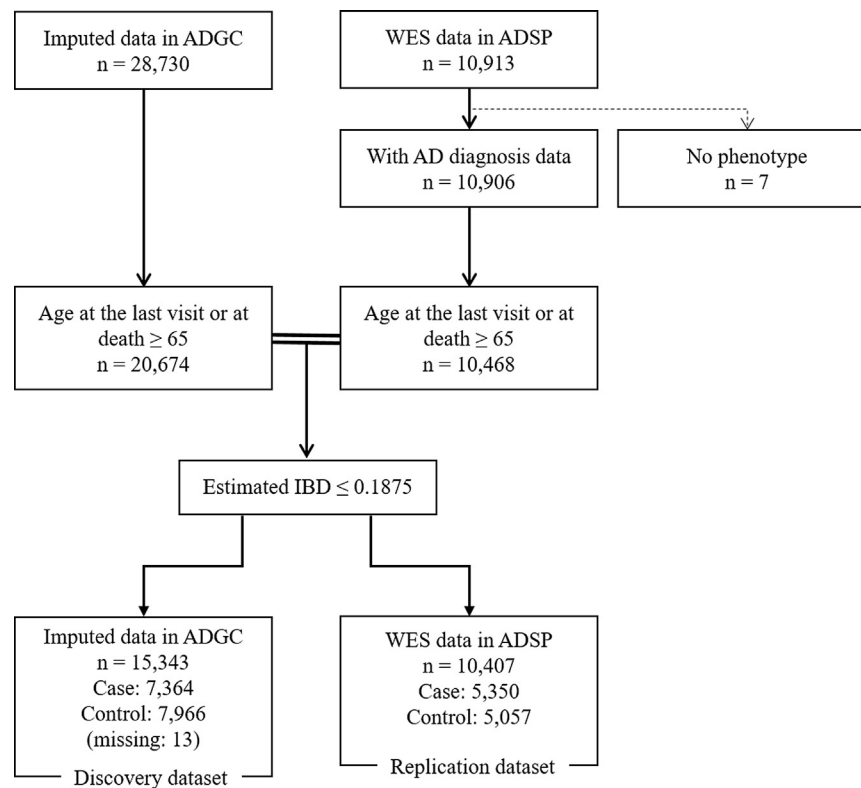 Imputed data in ADGC
n = 28,730
WES data in ADSP
n = 10,913
With AD diagnosis data
n = 10,906
No phenotype
n = 7
Age at the last visit or at
death ≥ 65
n = 20,674
Age at the last visit or at
death ≥ 65
n = 10,468
Estimated IBD ≤ 0.1875
Imputed data in ADGC
n = 15,343
Case: 7,364
Control: 7,966
(missing: 13)
Discovery dataset
WES data in ADSP
n = 10,407
Case: 5,350
Control: 5,057
Replication dataset